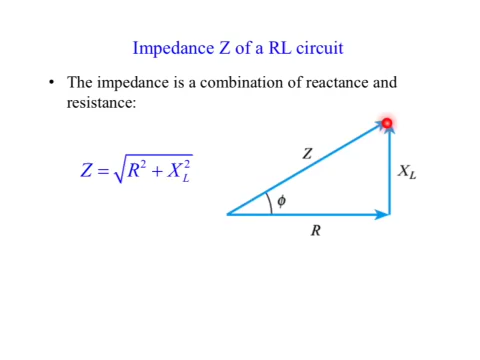 Impedance Z of a RL circuit
• The impedance is a combination of reactance and
resistance:
Z = √(R² + X_L²)
Z
X_L
ϕ
R